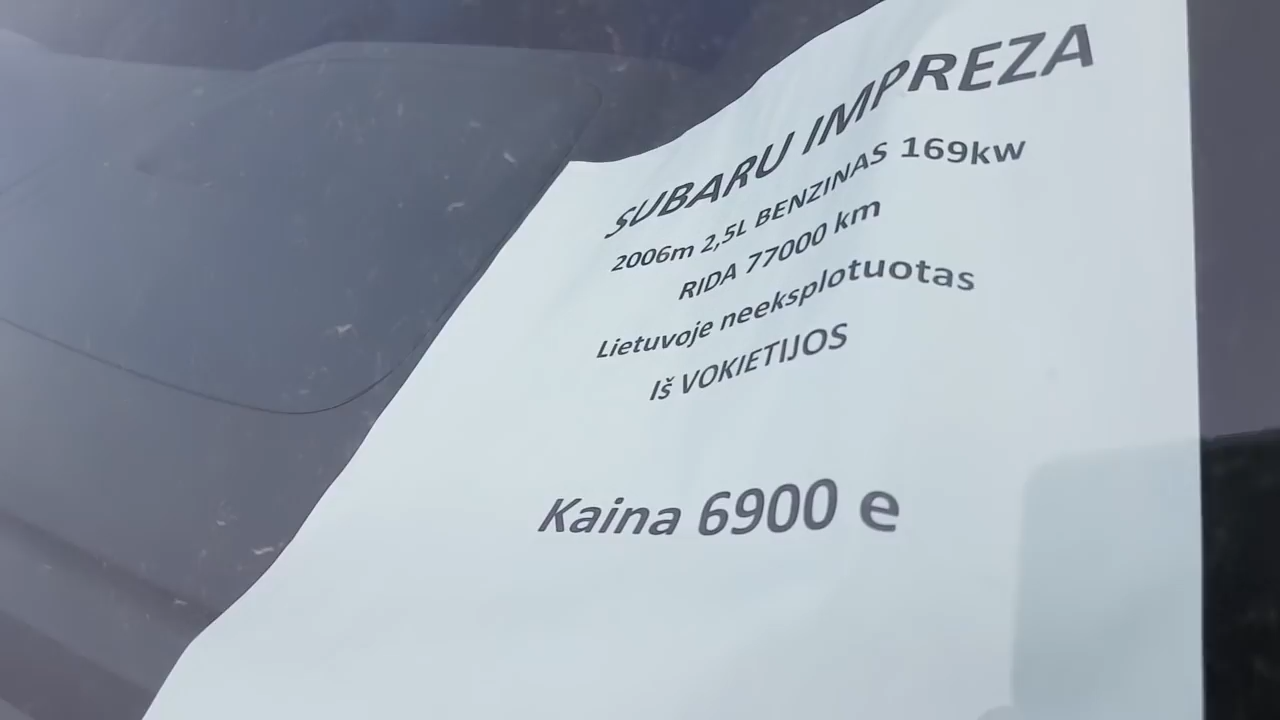 SUBARU IMPREZA
2006m 2,5L BENZINAS 169kw
RIDA 77000 km
Lietuvoje neeksplotuotas
Iš VOKIETIJOS
Kaina 6900 e